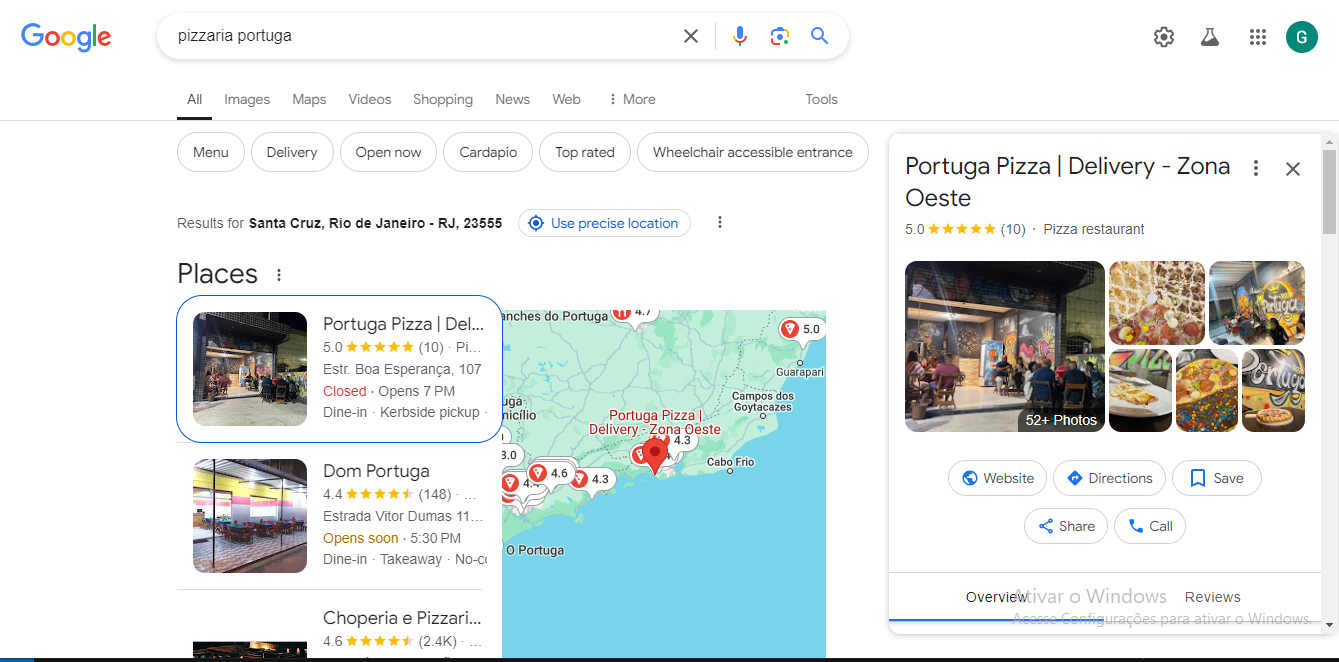 Google
pizzaria portuga
G
All Images Maps Videos Shopping News Web More Tools
Menu Delivery Open now Cardapio Top rated Wheelchair accessible entrance
Results for Santa Cruz, Rio de Janeiro - RJ, 23555 Use precise location
Places
Portuga Pizza | Del...
5.0 (10) · Pi...
Estr. Boa Esperança, 107
Closed · Opens 7 PM
Dine-in · Kerbside pickup ·
Dom Portuga
4.4 (148) · ...
Estrada Vitor Dumas 11...
Opens soon · 5:30 PM
Dine-in · Takeaway · No-co
Choperia e Pizzari...
4.6 (2.4K) · ...
anches do Portuga
4.7
5.0
Guarapari
Campos dos
Goytacazes
Portuga Pizza |
Delivery - Zona Oeste
4.3
Cabo Frio
3.0
4.6
4.3
O Portuga
Portuga Pizza | Delivery - Zona
Oeste
5.0 (10) · Pizza restaurant
52+ Photos
Website Directions Save
Share Call
Overview Reviews
Ativar o Windows
Acesse Configurações para ativar o Windows.